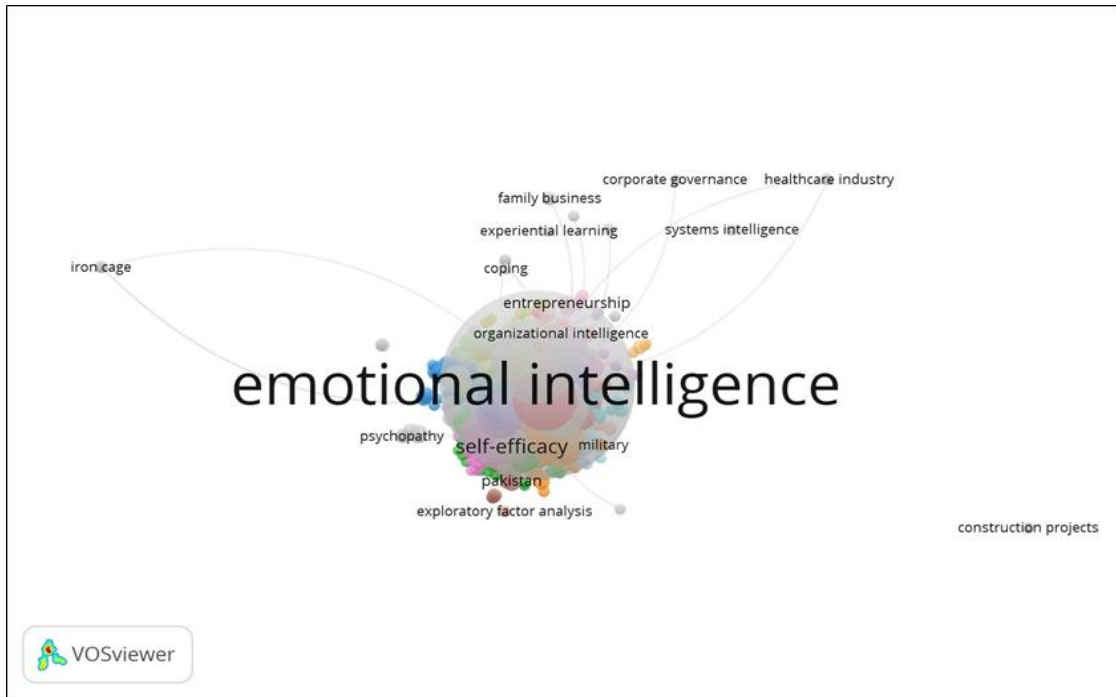 corporate governance
healthcare industry
family business
experiential learning
systems intelligence
iron cage
coping
entrepreneurship
organizational intelligence
emotional intelligence
psychopathy
self-efficacy
military
pakistan
exploratory factor analysis
construction projects
VOSviewer